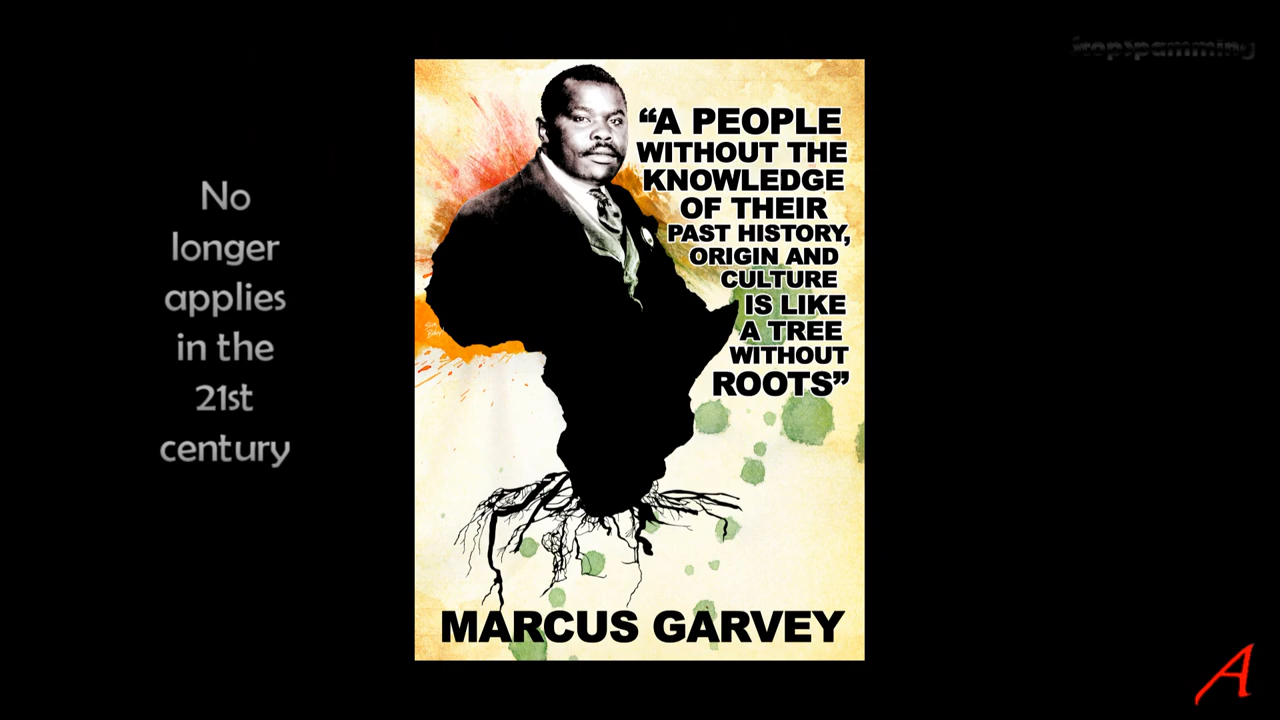 No
longer
applies
in the
21st
century
“A PEOPLE
WITHOUT THE
KNOWLEDGE
OF THEIR
PAST HISTORY,
ORIGIN AND
CULTURE
IS LIKE
A TREE
WITHOUT
ROOTS”
MARCUS GARVEY
A